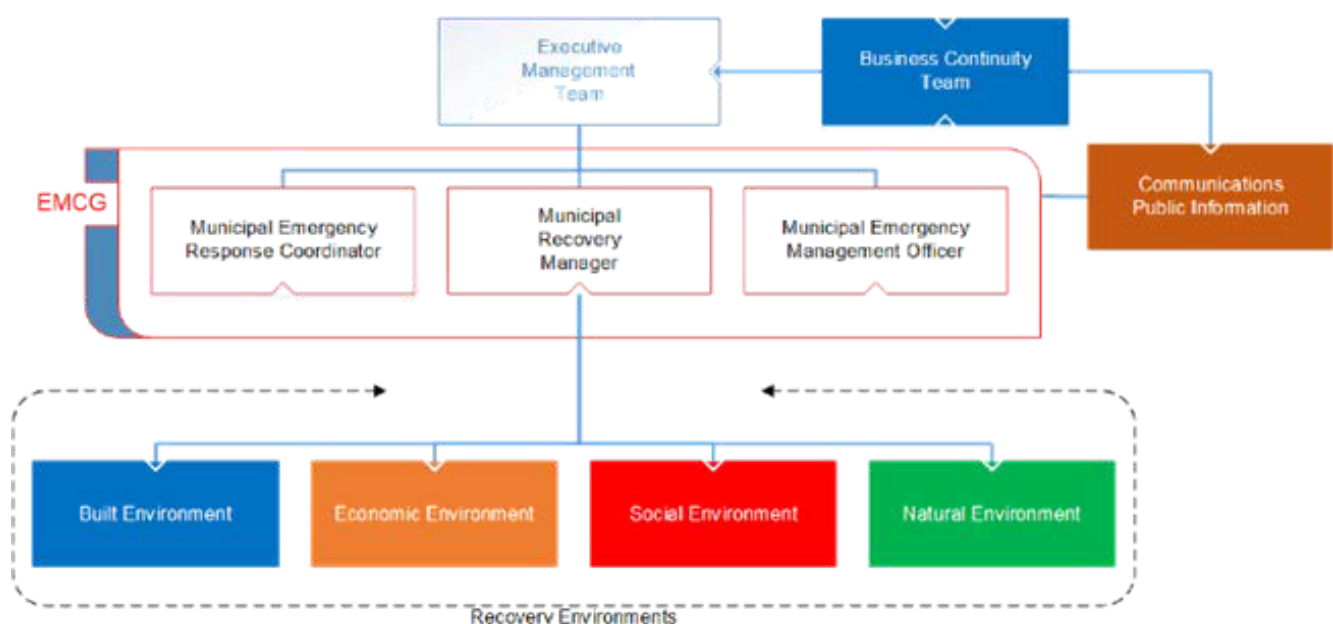 Executive
Management
Team
Business Continuity
Team
EMCG
Municipal Emergency
Response Coordinator
Municipal
Recovery
Manager
Municipal Emergency
Management Officer
Communications
Public Information
Built Environment
Economic Environment
Social Environment
Natural Environment
Recovery Environments